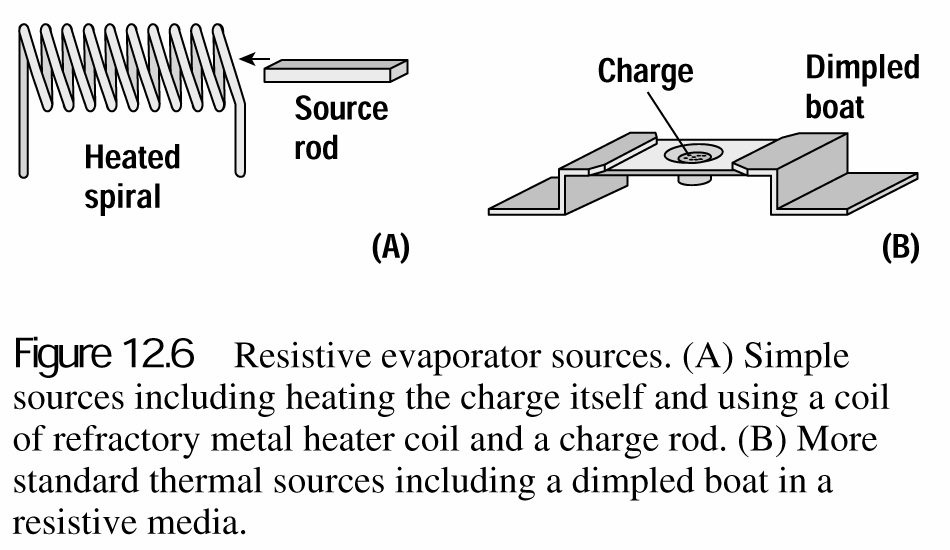 Heated
spiral
Source
rod
(A)
Charge
Dimpled
boat
(B)
Figure 12.6 Resistive evaporator sources. (A) Simple
sources including heating the charge itself and using a coil
of refractory metal heater coil and a charge rod. (B) More
standard thermal sources including a dimpled boat in a
resistive media.